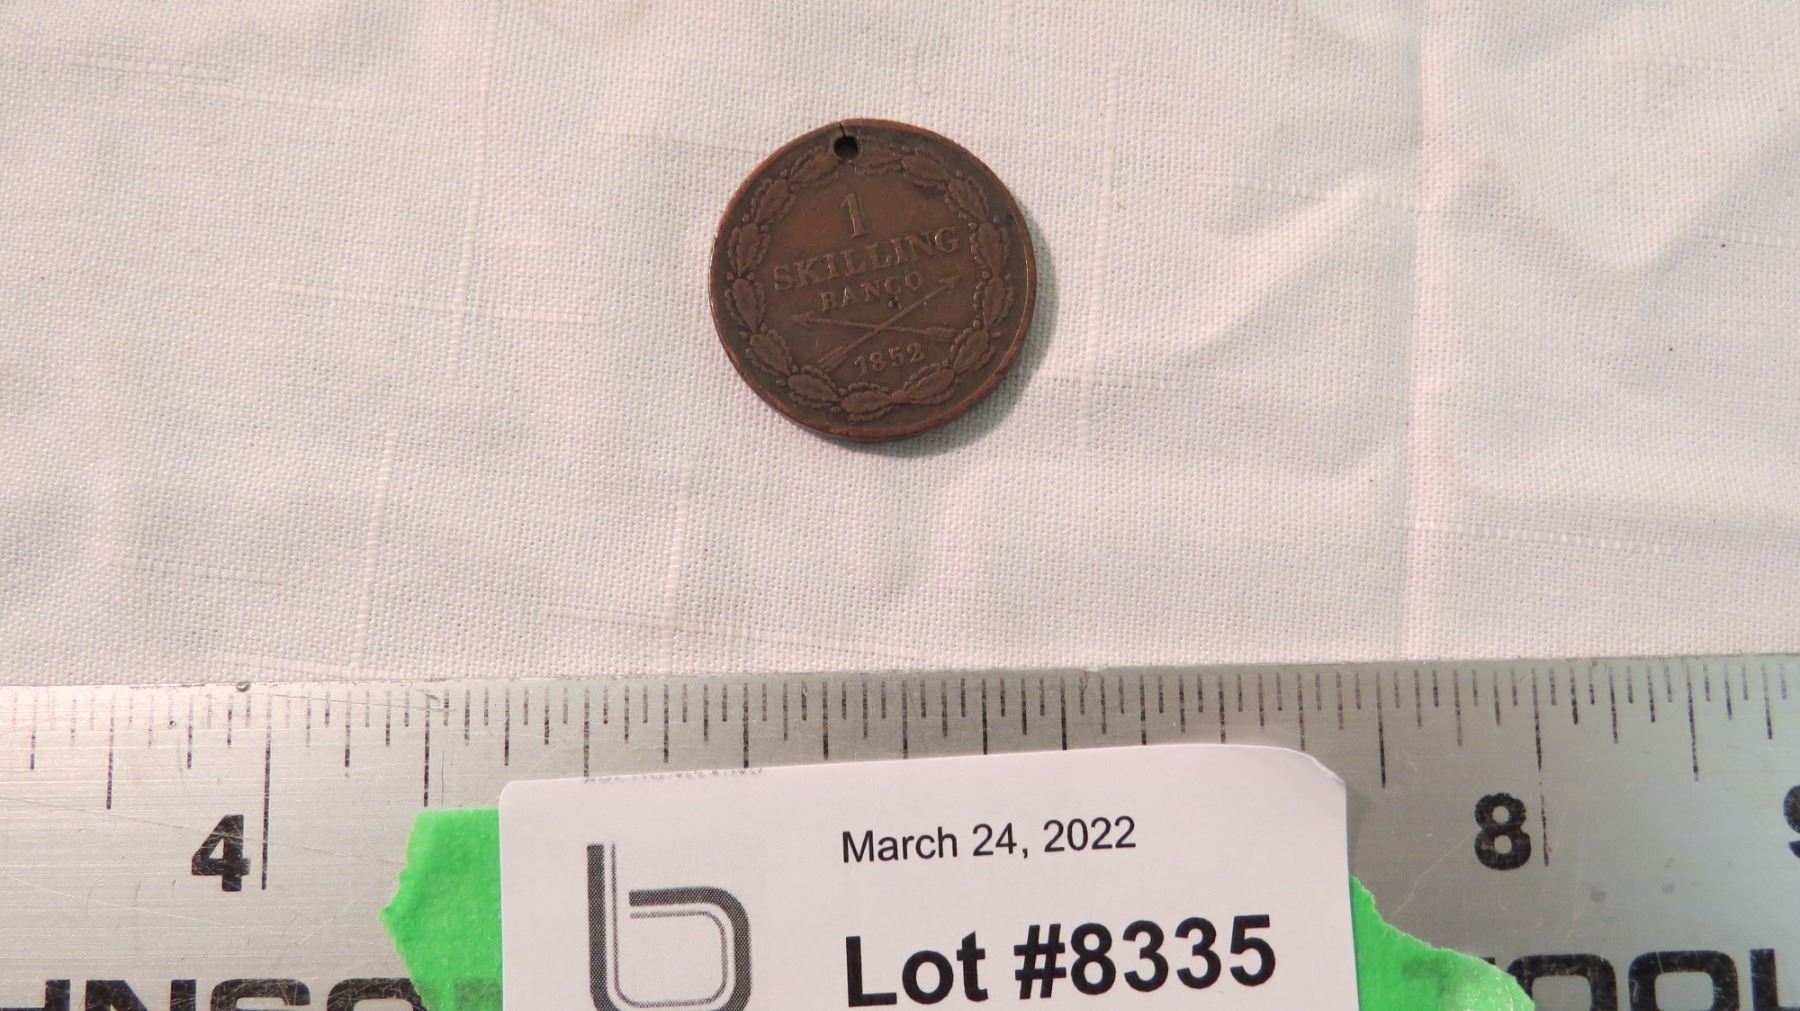 1
SKILLING
BANCO
1852
4
8
March 24, 2022
Lot #8335